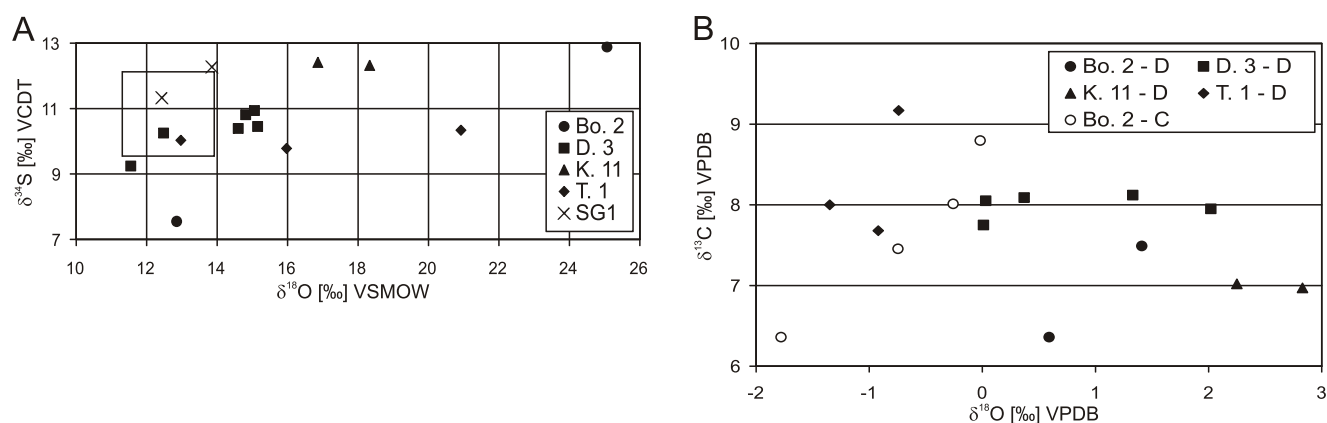 A
13
11
9
7
δ³⁴S [‰] VCDT
10 12 14 16 18 20 22 24 26
δ¹⁸O [‰] VSMOW
Bo. 2
D. 3
K. 11
T. 1
SG1
B
10
9
8
7
6
δ¹³C [‰] VPDB
-2 -1 0 1 2 3
δ¹⁸O [‰] VPDB
Bo. 2 - D D. 3 - D
K. 11 - D T. 1 - D
Bo. 2 - C